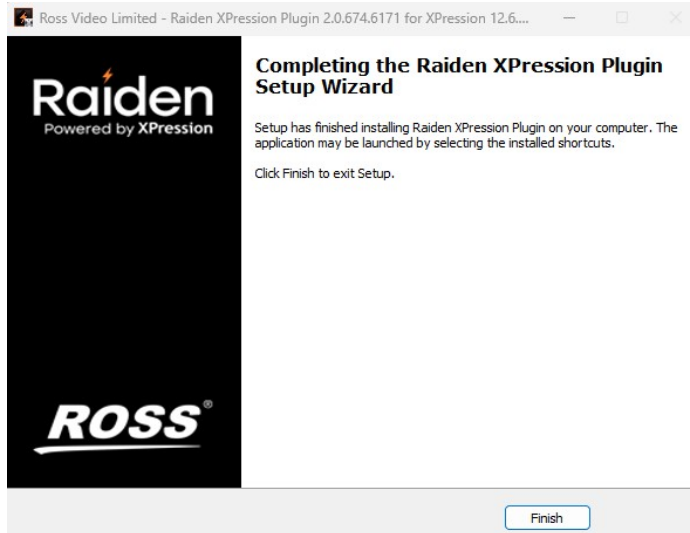 Ross Video Limited - Raiden XPression Plugin 2.0.674.6171 for XPression 12.6....
Raiden
Powered by XPression
Completing the Raiden XPression Plugin
Setup Wizard
Setup has finished installing Raiden XPression Plugin on your computer. The
application may be launched by selecting the installed shortcuts.
Click Finish to exit Setup.
ROSS®
Finish